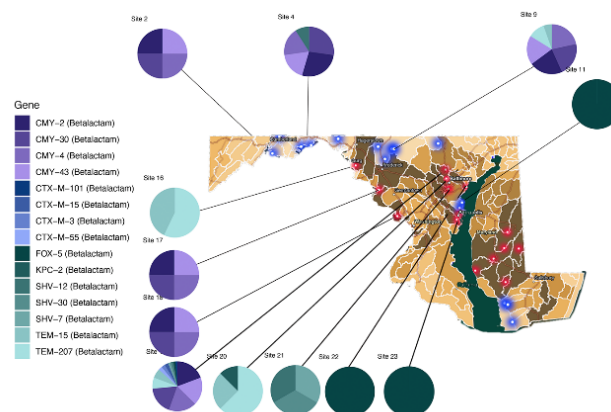 Site 2
Site 4
Site 9
Site 11
Gene
CMY-2 (Betalactam)
CMY-30 (Betalactam)
CMY-4 (Betalactam)
CMY-43 (Betalactam)
CTX-M-101 (Betalactam)
CTX-M-15 (Betalactam)
CTX-M-3 (Betalactam)
CTX-M-55 (Betalactam)
FOX-5 (Betalactam)
KPC-2 (Betalactam)
SHV-12 (Betalactam)
SHV-30 (Betalactam)
SHV-7 (Betalactam)
TEM-15 (Betalactam)
TEM-207 (Betalactam)
Site 16
Site 17
Site 18
Site 20
Site 21
Site 22
Site 23